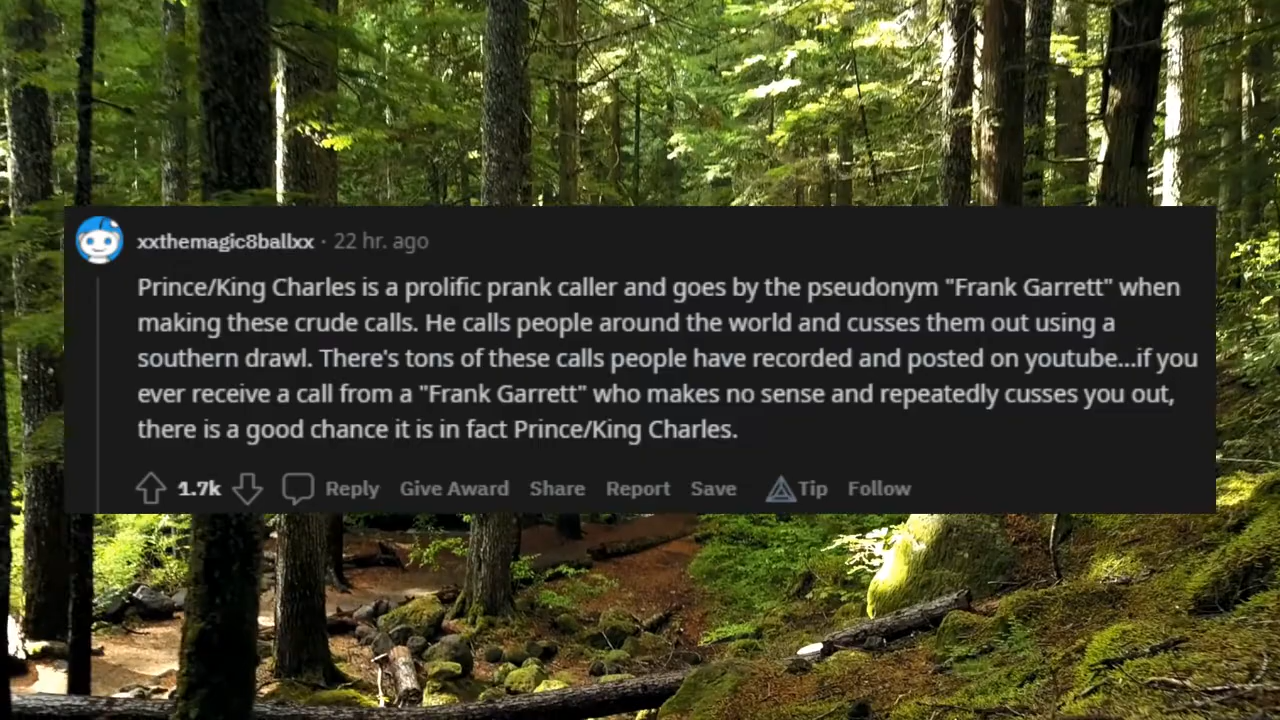 xxthemagic8ballxx · 22 hr. ago
Prince/King Charles is a prolific prank caller and goes by the pseudonym "Frank Garrett" when
making these crude calls. He calls people around the world and cusses them out using a
southern drawl. There's tons of these calls people have recorded and posted on youtube...if you
ever receive a call from a "Frank Garrett" who makes no sense and repeatedly cusses you out,
there is a good chance it is in fact Prince/King Charles.
1.7k Reply Give Award Share Report Save Tip Follow